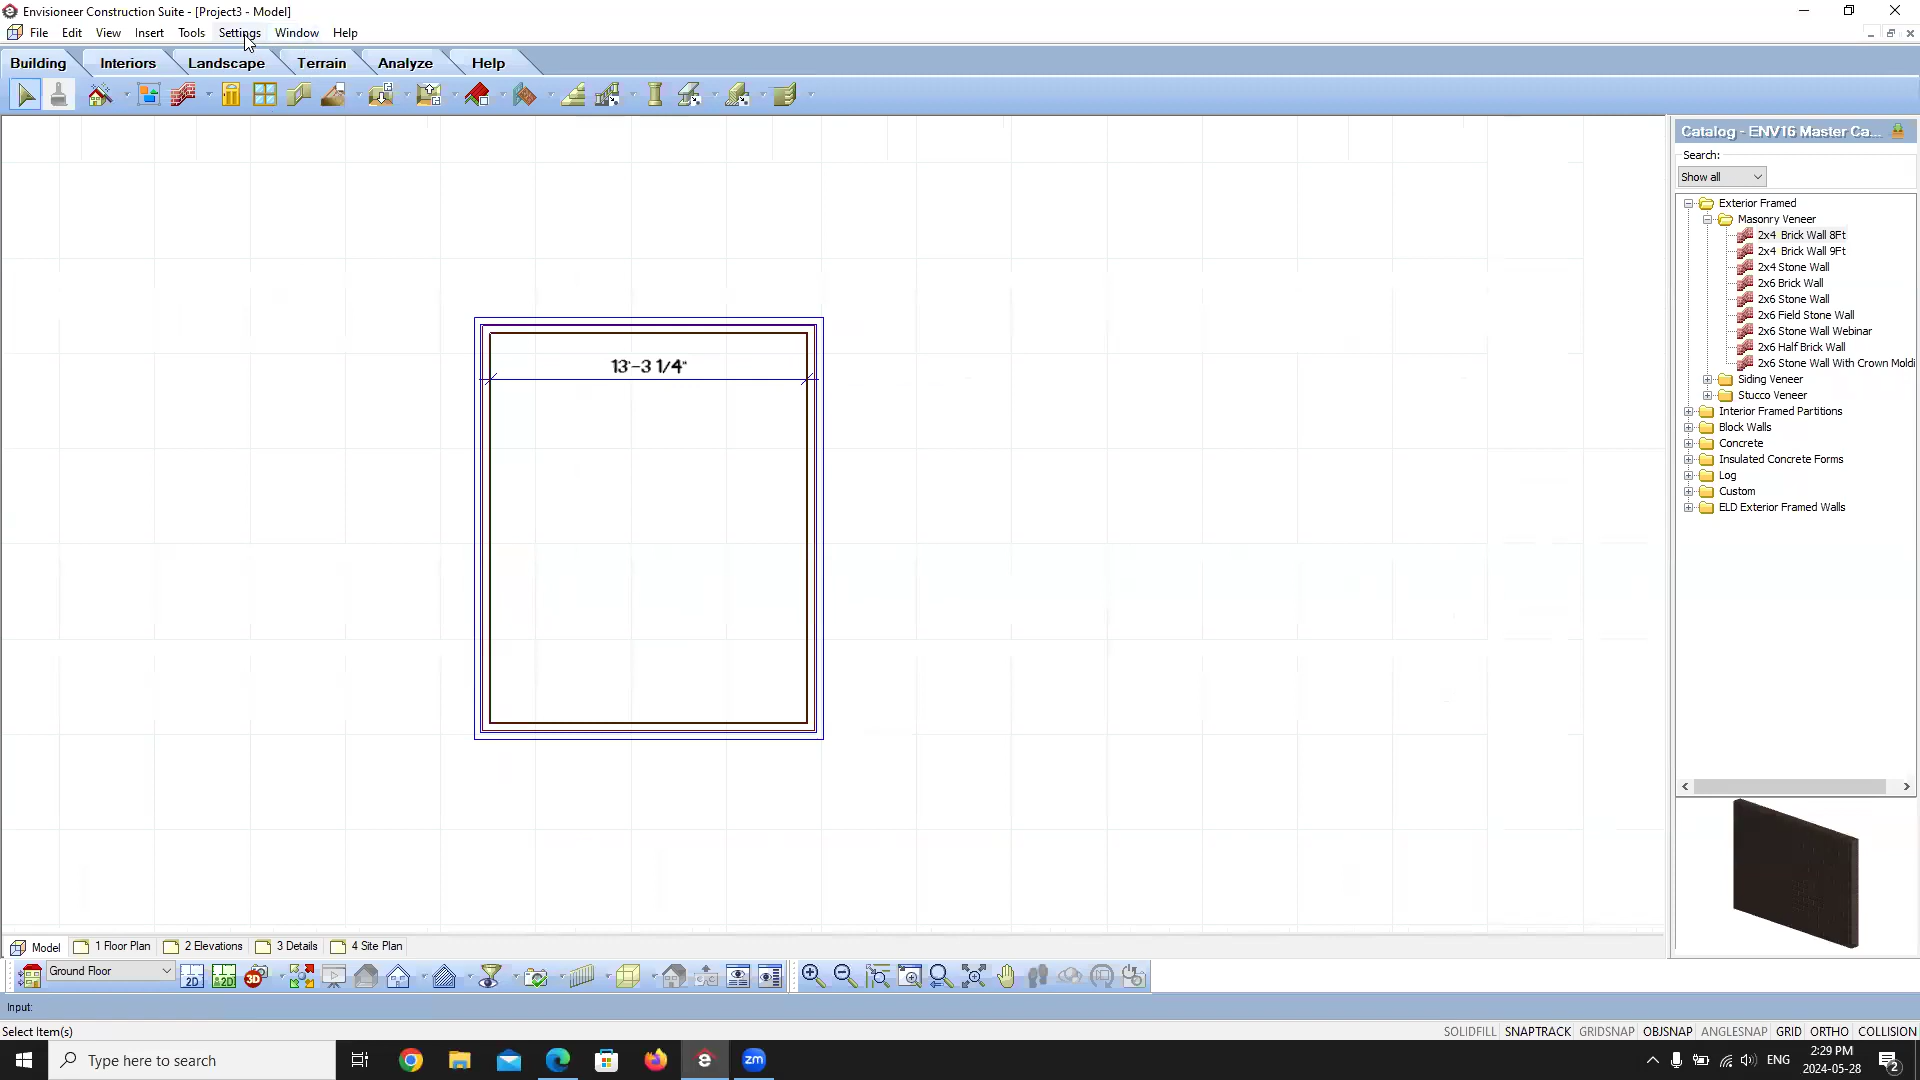 Envisioneer Construction Suite - [Project3 - Model]
File Edit View Insert Tools Settings Window Help
Building Interiors Landscape Terrain Analyze Help
Catalog - ENV16 Master Ca...
Search:
Show all
Exterior Framed
Masonry Veneer
2x4 Brick Wall 8Ft
2x4 Brick Wall 9Ft
2x4 Stone Wall
2x6 Brick Wall
2x6 Stone Wall
2x6 Field Stone Wall
2x6 Stone Wall Webinar
2x6 Half Brick Wall
2x6 Stone Wall With Crown Moldi
Siding Veneer
Stucco Veneer
Interior Framed Partitions
Block Walls
Concrete
Insulated Concrete Forms
Log
Custom
ELD Exterior Framed Walls
13'-3 1/4"
Model 1 Floor Plan 2 Elevations 3 Details 4 Site Plan
Ground Floor 2D 2D 3D
Input:
Select Item(s) SOLIDFILL SNAPTRACK GRIDSNAP OBJSNAP ANGLESNAP GRID ORTHO COLLISION
Type here to search zm ENG 2:29 PM
2024-05-28 2